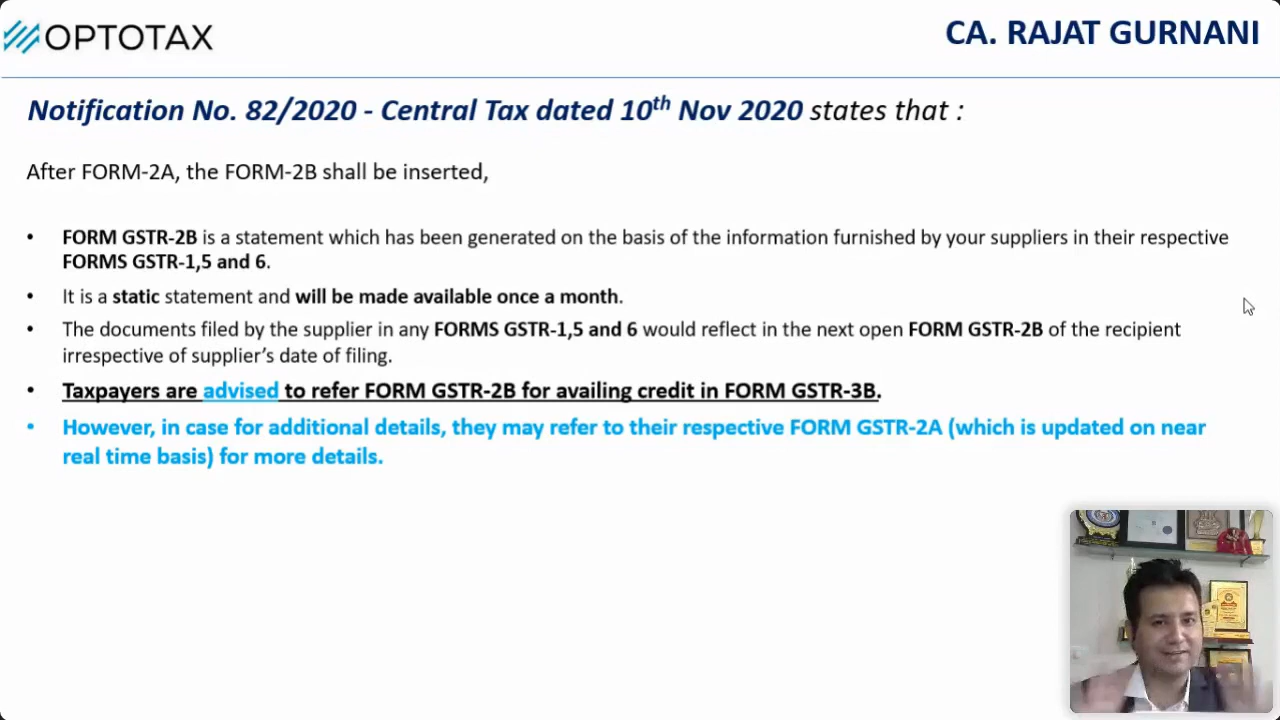 OPTOTAX
CA. RAJAT GURNANI
Notification No. 82/2020 - Central Tax dated 10th Nov 2020 states that :
After FORM-2A, the FORM-2B shall be inserted,
• FORM GSTR-2B is a statement which has been generated on the basis of the information furnished by your suppliers in their respective
FORMS GSTR-1,5 and 6.
• It is a static statement and will be made available once a month.
• The documents filed by the supplier in any FORMS GSTR-1,5 and 6 would reflect in the next open FORM GSTR-2B of the recipient
irrespective of supplier’s date of filing.
• Taxpayers are advised to refer FORM GSTR-2B for availing credit in FORM GSTR-3B.
• However, in case for additional details, they may refer to their respective FORM GSTR-2A (which is updated on near
real time basis) for more details.